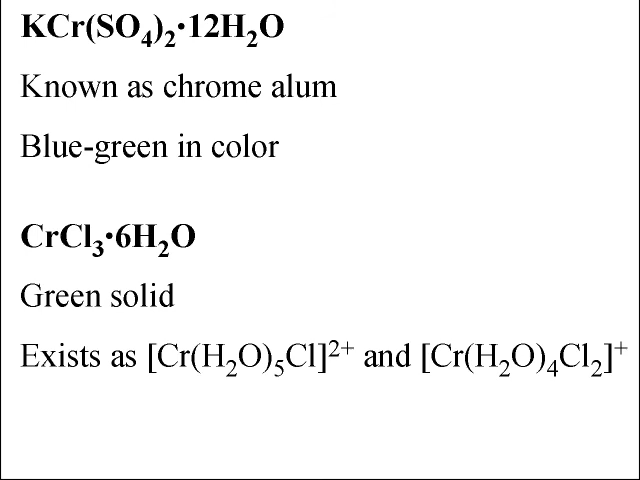 KCr(SO₄)₂·12H₂O
Known as chrome alum
Blue-green in color
CrCl₃·6H₂O
Green solid
Exists as [Cr(H₂O)₅Cl]²⁺ and [Cr(H₂O)₄Cl₂]⁺